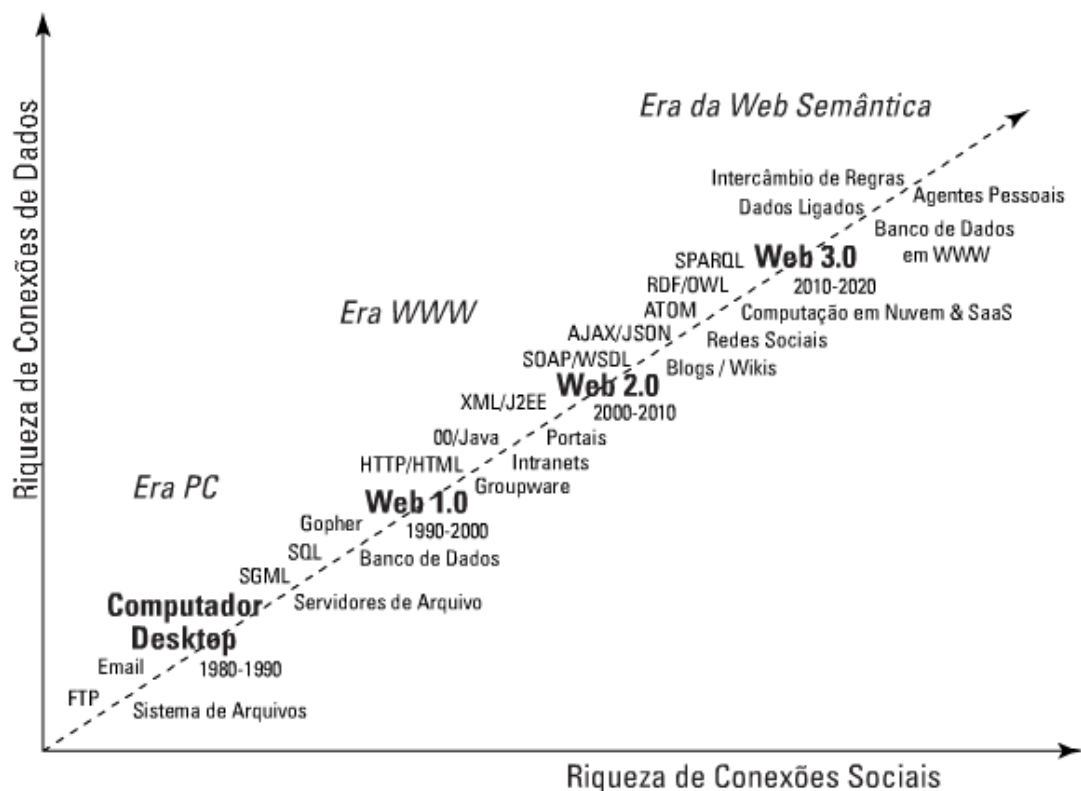 Riqueza de Conexões de Dados
Era da Web Semântica
Intercâmbio de Regras
Agentes Pessoais
Dados Ligados
Banco de Dados
em WWW
SPARQL
Web 3.0
2010-2020
RDF/OWL
Era WWW
ATOM
Computação em Nuvem & SaaS
AJAX/JSON
Redes Sociais
SOAP/WSDL
Blogs / Wikis
Web 2.0
2000-2010
XML/J2EE
OO/Java
Portais
HTTP/HTML
Intranets
Era PC
Groupware
Web 1.0
1990-2000
Gopher
SQL
Banco de Dados
SGML
Servidores de Arquivo
Computador
Desktop
1980-1990
Email
FTP
Sistema de Arquivos
Riqueza de Conexões Sociais